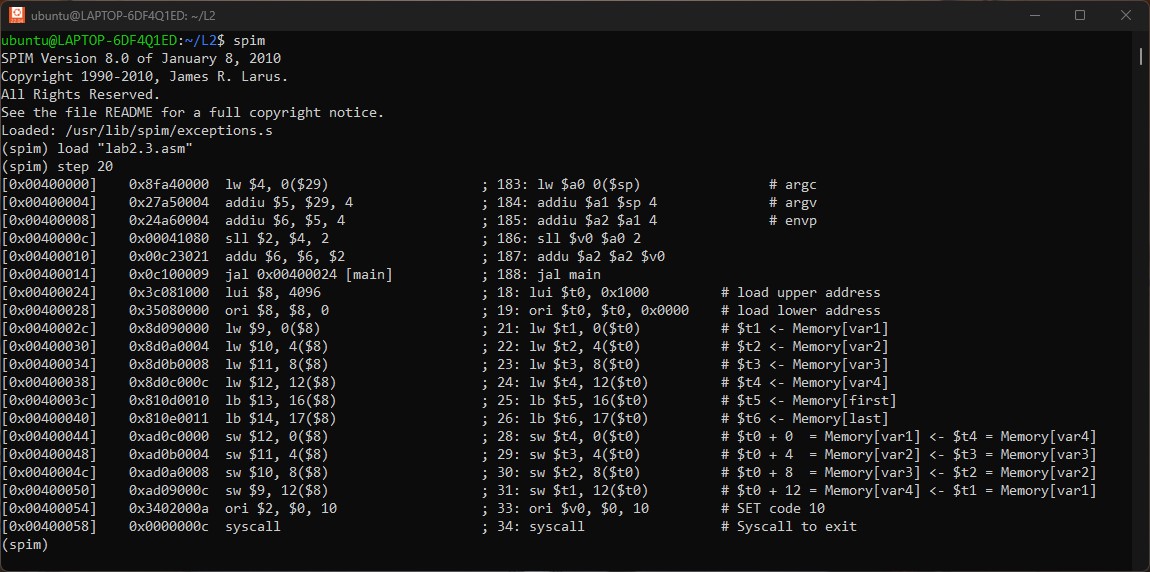 ubuntu@LAPTOP-6DF4Q1ED: ~/L2
ubuntu@LAPTOP-6DF4Q1ED:~/L2$ spim
SPIM Version 8.0 of January 8, 2010
Copyright 1990-2010, James R. Larus.
All Rights Reserved.
See the file README for a full copyright notice.
Loaded: /usr/lib/spim/exceptions.s
(spim) load "lab2.3.asm"
(spim) step 20
[0x00400000]    0x8fa40000  lw $4, 0($29)                   ; 183: lw $a0 0($sp)                # argc
[0x00400004]    0x27a50004  addiu $5, $29, 4                ; 184: addiu $a1 $sp 4              # argv
[0x00400008]    0x24a60004  addiu $6, $5, 4                 ; 185: addiu $a2 $a1 4              # envp
[0x0040000c]    0x00041080  sll $2, $4, 2                   ; 186: sll $v0 $a0 2
[0x00400010]    0x00c23021  addu $6, $6, $2                 ; 187: addu $a2 $a2 $v0
[0x00400014]    0x0c100009  jal 0x00400024 [main]           ; 188: jal main
[0x00400024]    0x3c081000  lui $8, 4096                    ; 18: lui $t0, 0x1000         # load upper address
[0x00400028]    0x35080000  ori $8, $8, 0                   ; 19: ori $t0, $t0, 0x0000    # load lower address
[0x0040002c]    0x8d090000  lw $9, 0($8)                    ; 21: lw $t1, 0($t0)          # $t1 <- Memory[var1]
[0x00400030]    0x8d0a0004  lw $10, 4($8)                   ; 22: lw $t2, 4($t0)          # $t2 <- Memory[var2]
[0x00400034]    0x8d0b0008  lw $11, 8($8)                   ; 23: lw $t3, 8($t0)          # $t3 <- Memory[var3]
[0x00400038]    0x8d0c000c  lw $12, 12($8)                  ; 24: lw $t4, 12($t0)         # $t4 <- Memory[var4]
[0x0040003c]    0x810d0010  lb $13, 16($8)                  ; 25: lb $t5, 16($t0)         # $t5 <- Memory[first]
[0x00400040]    0x810e0011  lb $14, 17($8)                  ; 26: lb $t6, 17($t0)         # $t6 <- Memory[last]
[0x00400044]    0xad0c0000  sw $12, 0($8)                   ; 28: sw $t4, 0($t0)          # $t0 + 0  = Memory[var1] <- $t4 = Memory[var4]
[0x00400048]    0xad0b0004  sw $11, 4($8)                   ; 29: sw $t3, 4($t0)          # $t0 + 4  = Memory[var2] <- $t3 = Memory[var3]
[0x0040004c]    0xad0a0008  sw $10, 8($8)                   ; 30: sw $t2, 8($t0)          # $t0 + 8  = Memory[var3] <- $t2 = Memory[var2]
[0x00400050]    0xad09000c  sw $9, 12($8)                   ; 31: sw $t1, 12($t0)         # $t0 + 12 = Memory[var4] <- $t1 = Memory[var1]
[0x00400054]    0x3402000a  ori $2, $0, 10                  ; 33: ori $v0, $0, 10         # SET code 10
[0x00400058]    0x0000000c  syscall                         ; 34: syscall                 # Syscall to exit
(spim)